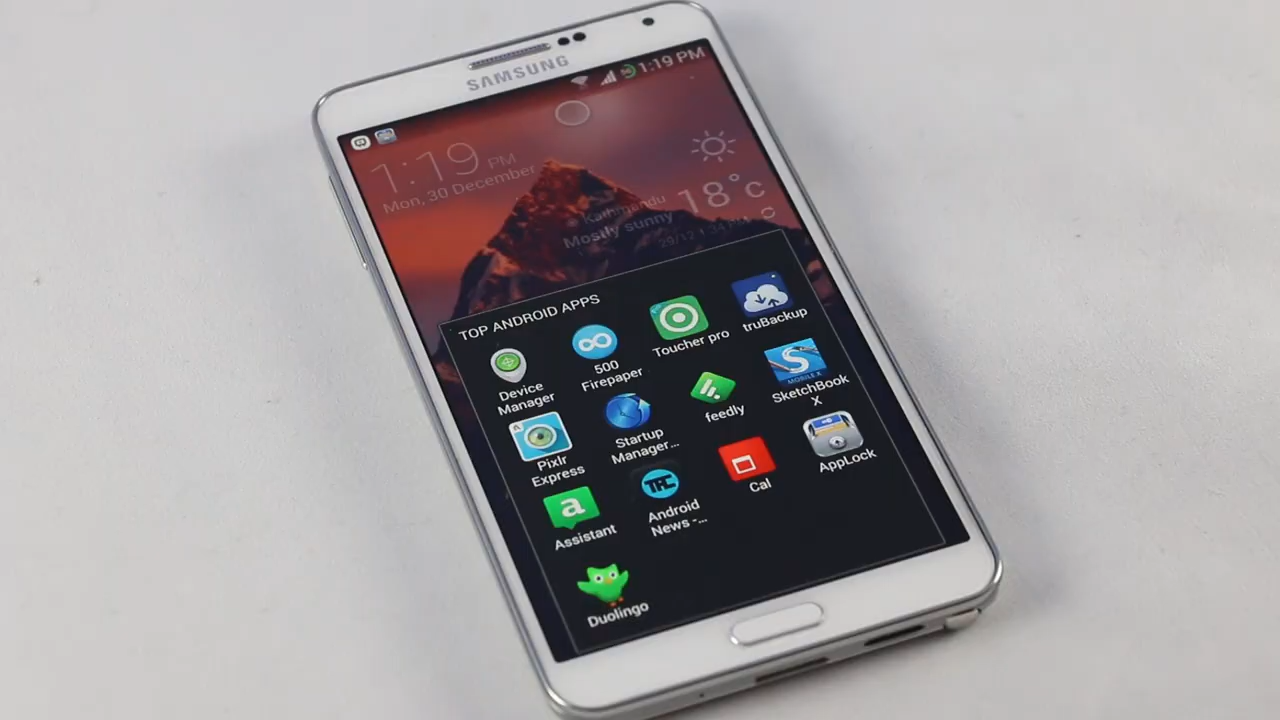 SAMSUNG
1:19 PM
1:19 PM
Mon, 30 December
18°C
Kathmandu
Mostly sunny
29/12 1:34 PM
TOP ANDROID APPS
Device
Manager
500
Firepaper
Toucher pro
truBackup
Pixlr
Express
Startup
Manager...
feedly
MOBILE X
SketchBook
X
a
Assistant
TAC
Android
News -...
Cal
AppLock
Duolingo